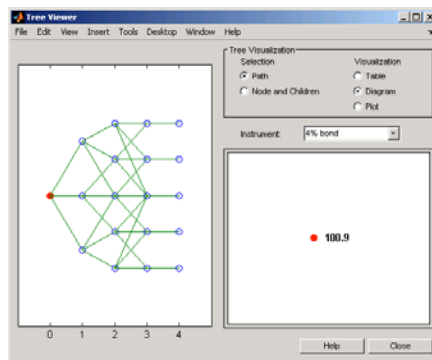 Tree Viewer
File Edit View Insert Tools Desktop Window Help
Tree Visualization
Selection
Visualization
Path
Table
Node and Children
Diagram
Plot
Instrument:
4% bond
100.9
0 1 2 3 4
Help
Close